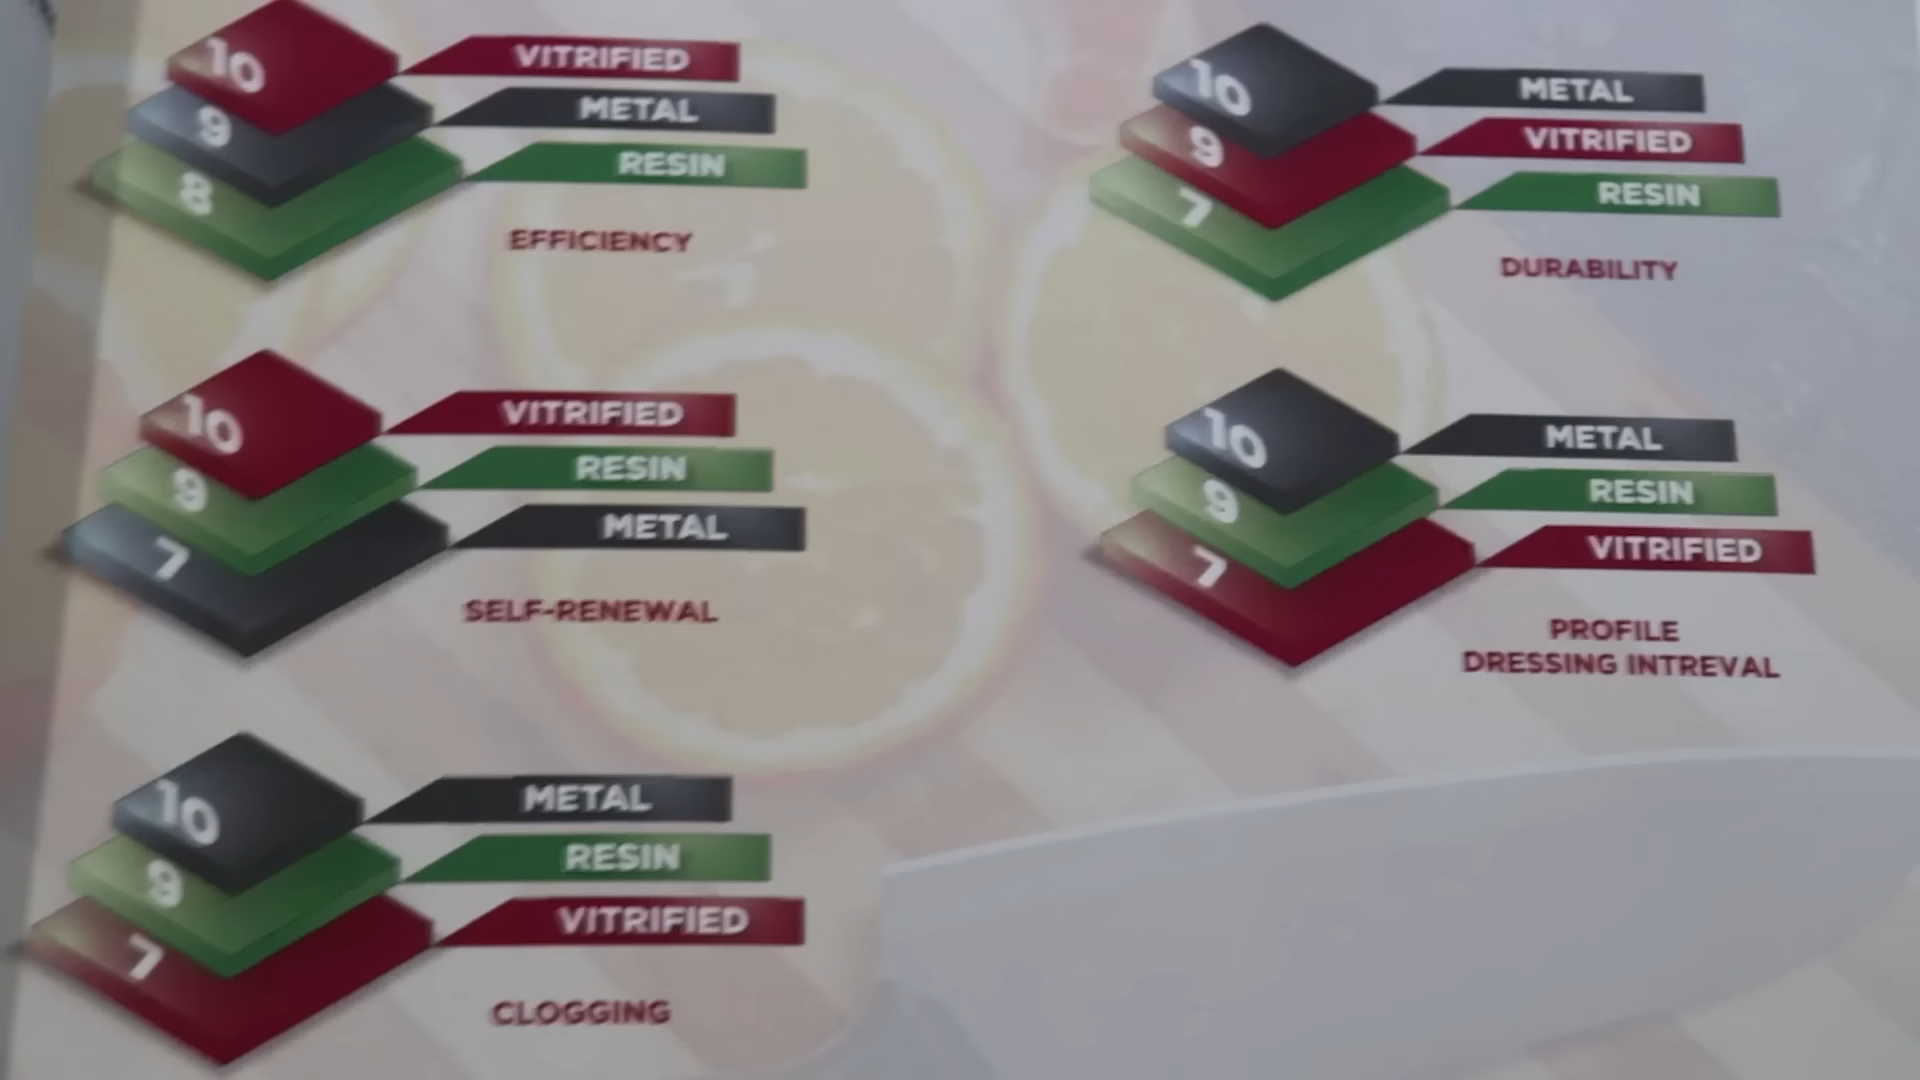 10 VITRIFIED
9 METAL
8 RESIN
EFFICIENCY
10 METAL
9 VITRIFIED
7 RESIN
DURABILITY
10 VITRIFIED
9 RESIN
7 METAL
SELF-RENEWAL
10 METAL
9 RESIN
7 VITRIFIED
PROFILE
DRESSING INTREVAL
10 METAL
9 RESIN
7 VITRIFIED
CLOGGING